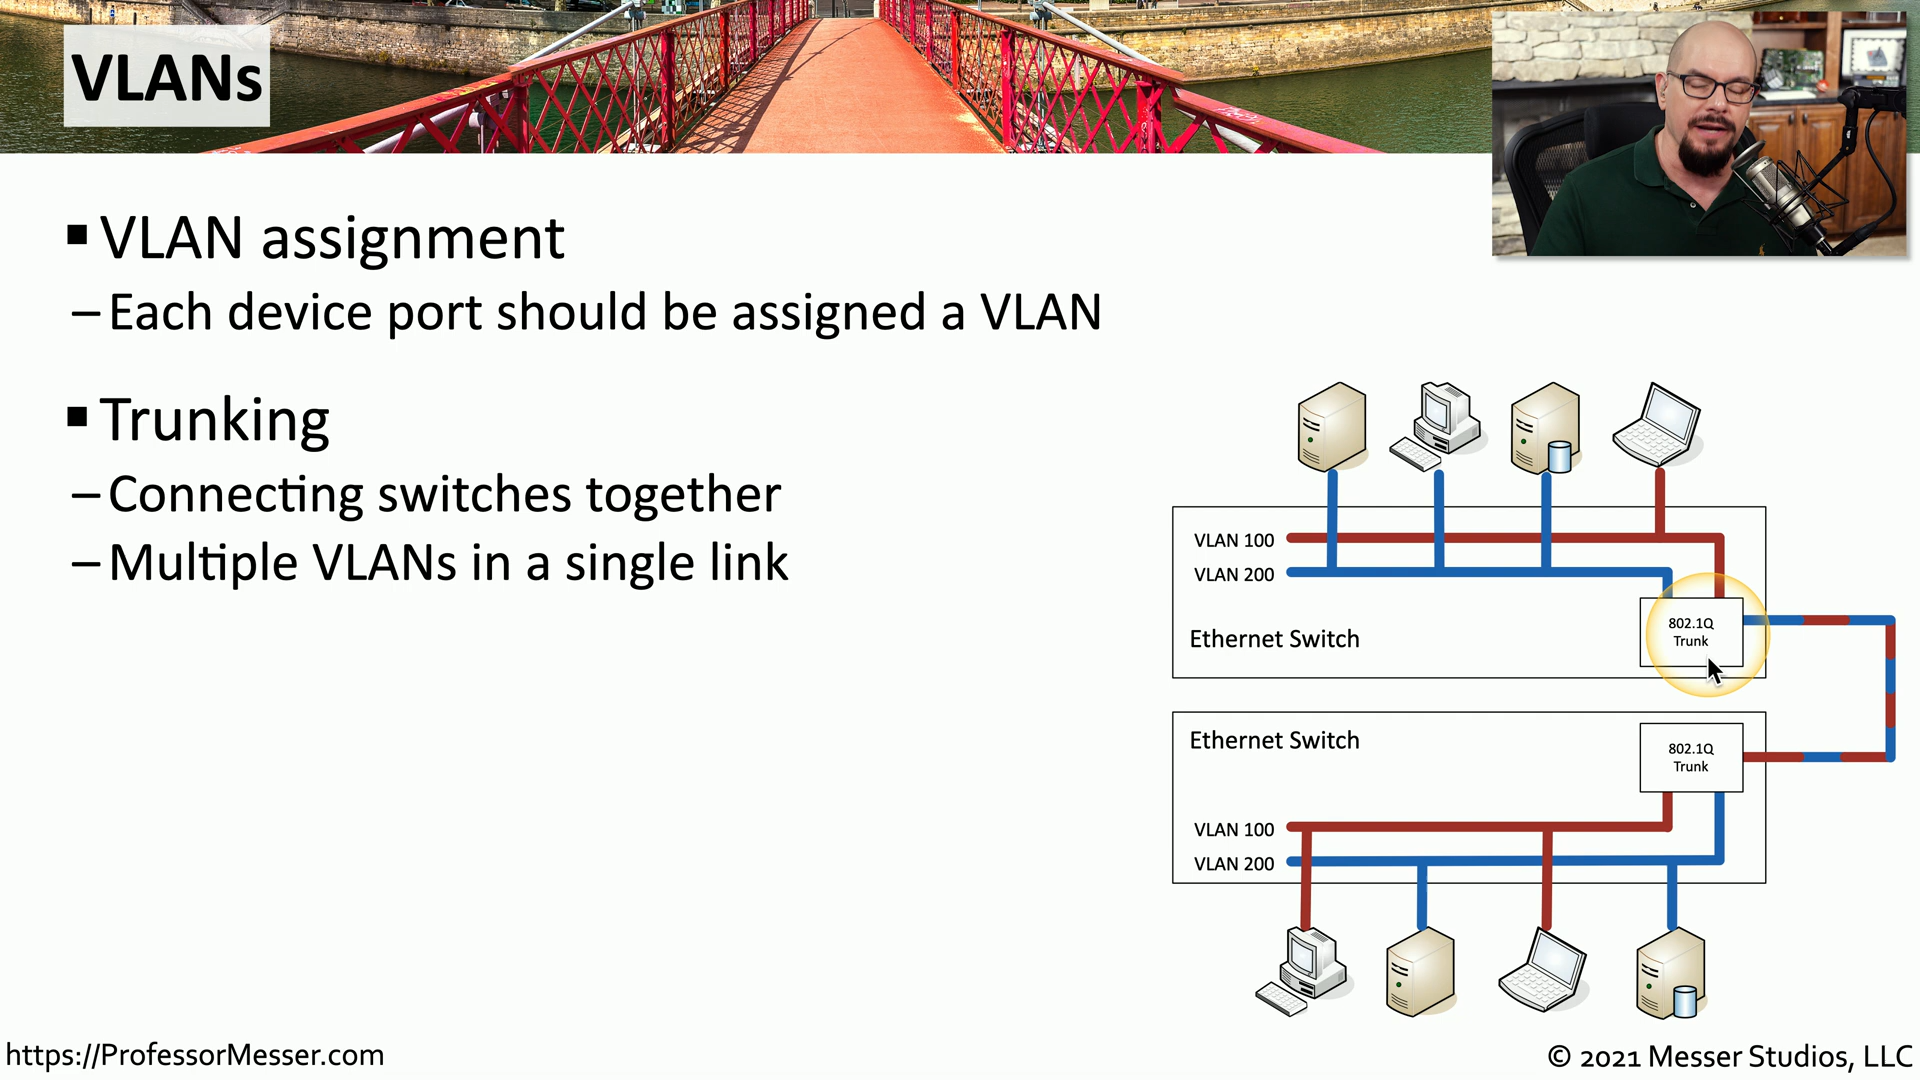 VLANs
VLAN assignment
– Each device port should be assigned a VLAN
Trunking
– Connecting switches together
– Multiple VLANs in a single link
VLAN 100
VLAN 200
802.1Q
Trunk
Ethernet Switch
Ethernet Switch
802.1Q
Trunk
VLAN 100
VLAN 200
https://ProfessorMesser.com
© 2021 Messer Studios, LLC